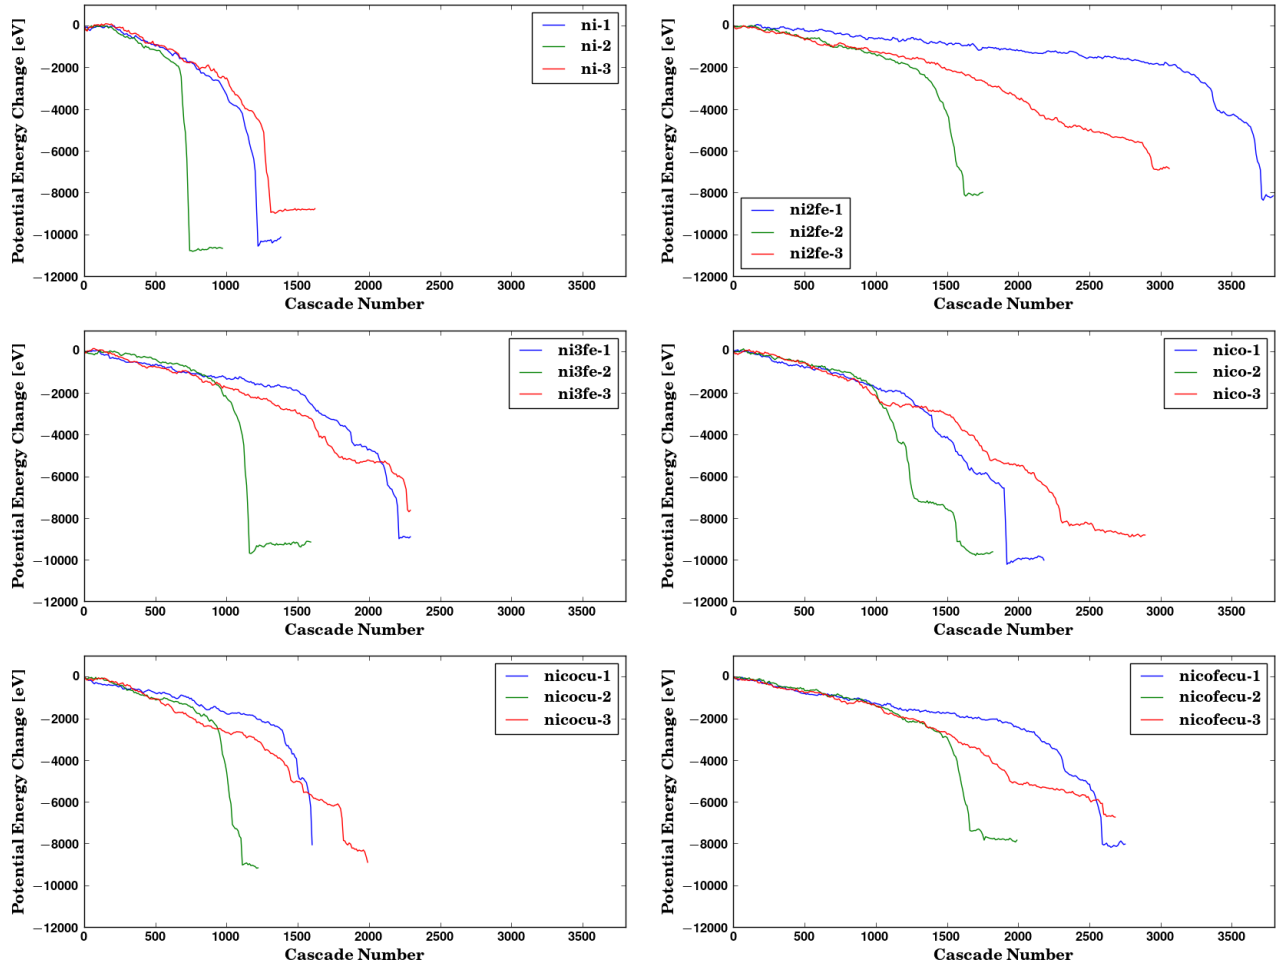 Potential Energy Change [eV]
0
−2000
−4000
−6000
−8000
−10000
−12000
0 500 1000 1500 2000 2500 3000 3500
Cascade Number
ni-1
ni-2
ni-3
Potential Energy Change [eV]
0
−2000
−4000
−6000
−8000
−10000
−12000
0 500 1000 1500 2000 2500 3000 3500
Cascade Number
ni2fe-1
ni2fe-2
ni2fe-3
Potential Energy Change [eV]
0
−2000
−4000
−6000
−8000
−10000
−12000
0 500 1000 1500 2000 2500 3000 3500
Cascade Number
ni3fe-1
ni3fe-2
ni3fe-3
Potential Energy Change [eV]
0
−2000
−4000
−6000
−8000
−10000
−12000
0 500 1000 1500 2000 2500 3000 3500
Cascade Number
nico-1
nico-2
nico-3
Potential Energy Change [eV]
0
−2000
−4000
−6000
−8000
−10000
−12000
0 500 1000 1500 2000 2500 3000 3500
Cascade Number
nicocu-1
nicocu-2
nicocu-3
Potential Energy Change [eV]
0
−2000
−4000
−6000
−8000
−10000
−12000
0 500 1000 1500 2000 2500 3000 3500
Cascade Number
nicofecu-1
nicofecu-2
nicofecu-3